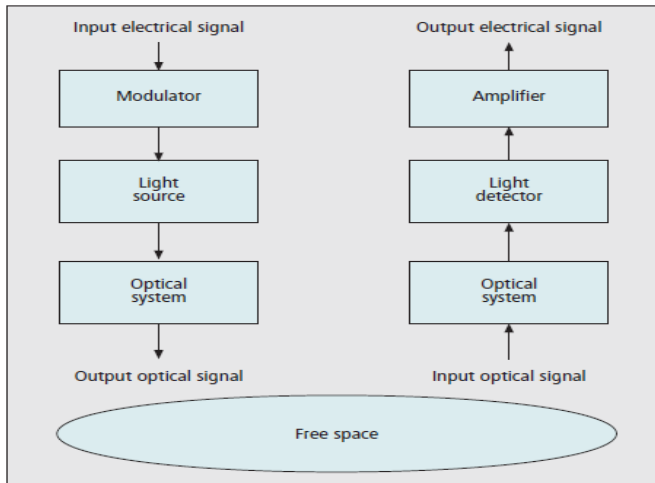 Input electrical signal
Modulator
Light
source
Optical
system
Output optical signal
Output electrical signal
Amplifier
Light
detector
Optical
system
Input optical signal
Free space